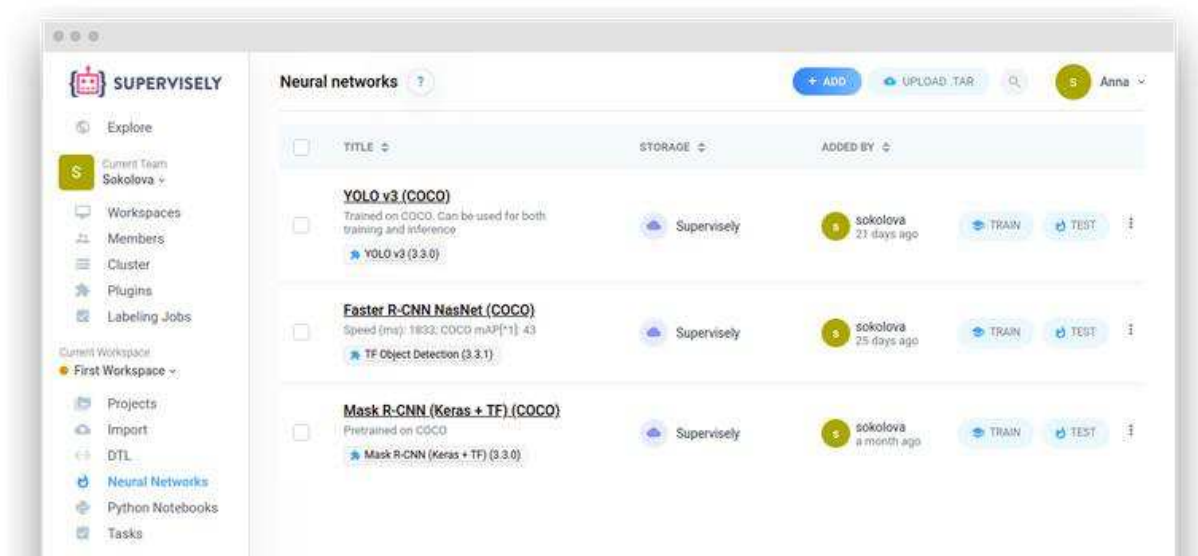 SUPERVISELY
Neural networks ?
+ ADD
UPLOAD .TAR
S
Anna
Explore
S
Current Team
Sokolova
Workspaces
Members
Cluster
Plugins
Labeling Jobs
Current Workspace
First Workspace
Projects
Import
DTL
Neural Networks
Python Notebooks
Tasks
TITLE STORAGE ADDED BY
YOLO v3 (COCO)
Trained on COCO. Can be used for both
training and inference
YOLO v3 (3.3.0)
Supervisely
s
sokolova
21 days ago
TRAIN
TEST
Faster R-CNN NasNet (COCO)
Speed (ms): 1833; COCO mAP[^1]: 43
TF Object Detection (3.3.1)
Supervisely
s
sokolova
25 days ago
TRAIN
TEST
Mask R-CNN (Keras + TF) (COCO)
Pretrained on COCO
Mask R-CNN (Keras + TF) (3.3.0)
Supervisely
s
sokolova
a month ago
TRAIN
TEST